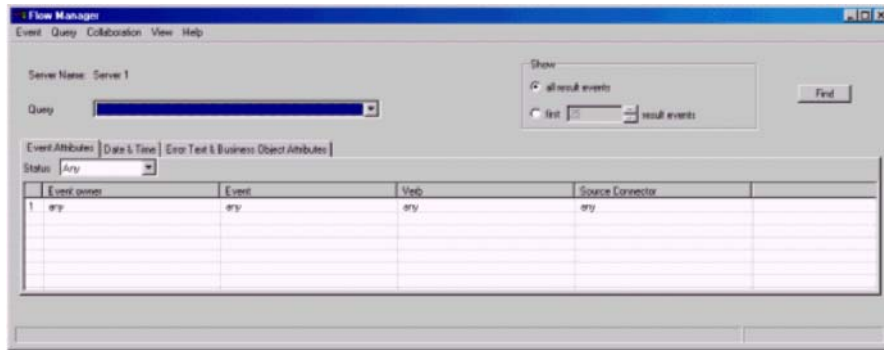 Flow Manager
Event Query Collaboration View Help
Server Name: Server 1
Query
Show
all result events
first 25 result events
Find
Event Attributes Date & Time Error Text & Business Object Attributes
Status Any
Event owner Event Verb Source Connector
1 any any any any